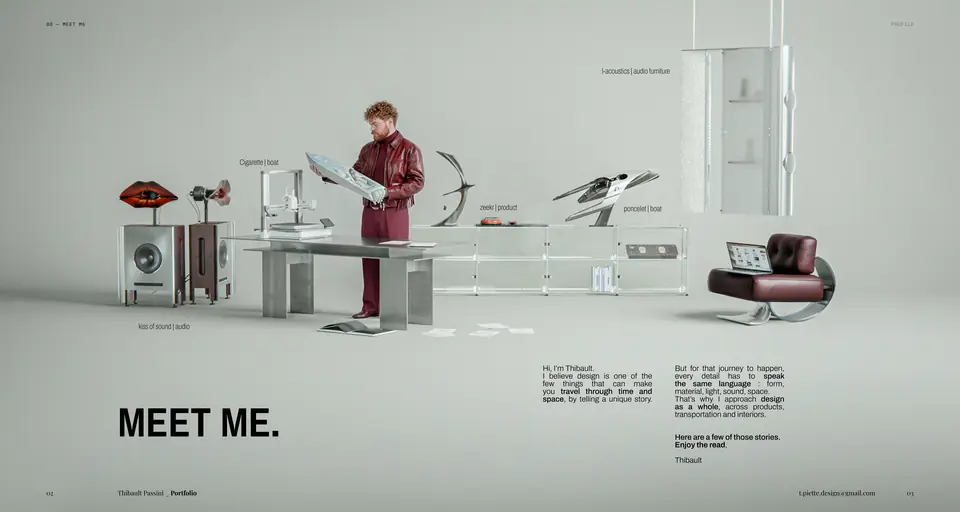 02 — MEET ME
PROFILE
l-acoustics | audio furniture
Cigarette | boat
zeekr | product
poncelet | boat
kiss of sound | audio
Hi, I'm Thibault.
I believe design is one of the
few things that can make
you travel through time and
space, by telling a unique story.
But for that journey to happen,
every detail has to speak
the same language : form,
material, light, sound, space.
That's why I approach design
as a whole, across products,
transportation and interiors.
Here are a few of those stories.
Enjoy the read.
Thibault
MEET ME.
02
Thibault Passini _ Portfolio
t.piette.design@gmail.com
03